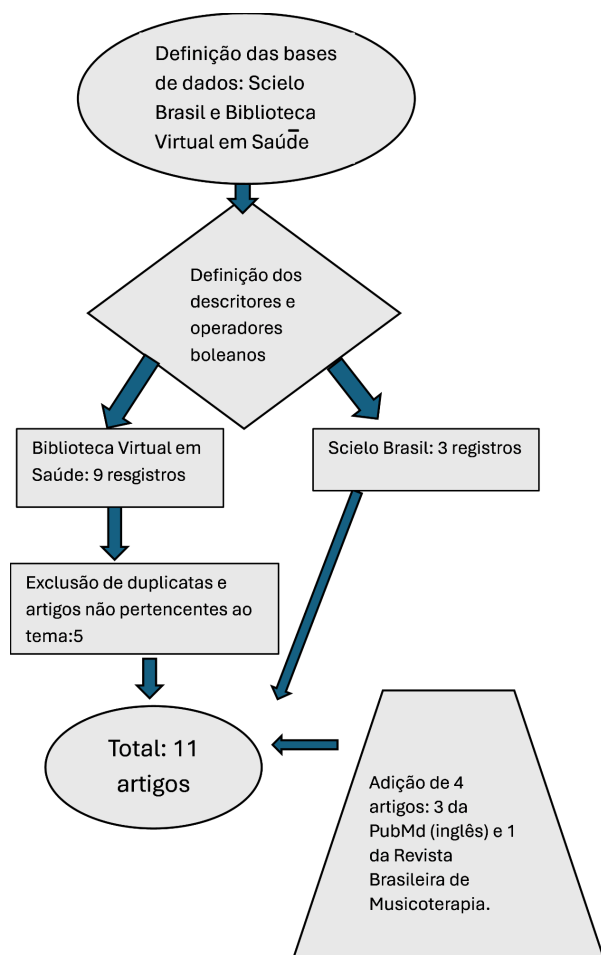 Definição das bases
de dados: Scielo
Brasil e Biblioteca
Virtual em Saúde
Definição dos
descritores e
operadores
boleanos
Biblioteca Virtual em
Saúde: 9 resgistros
Scielo Brasil: 3 registros
Exclusão de duplicatas e
artigos não pertencentes ao
tema:5
Total: 11
artigos
Adição de 4
artigos: 3 da
PubMd (inglês) e 1
da Revista
Brasileira de
Musicoterapia.